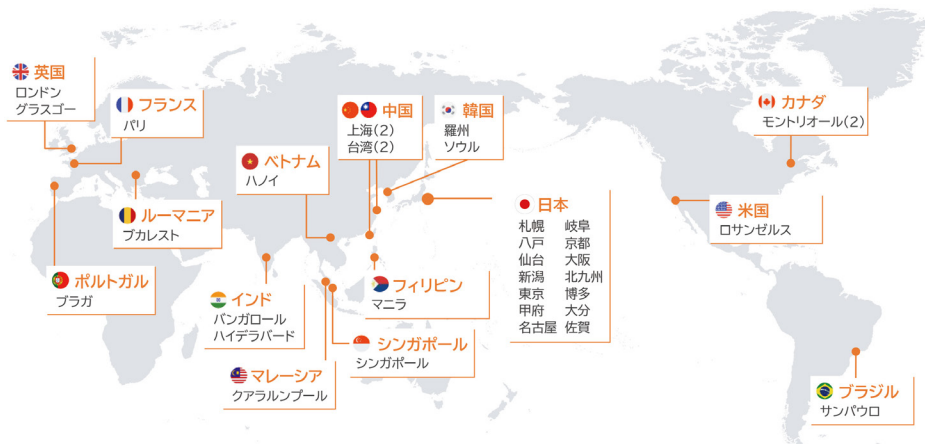 英国
ロンドン
グラスゴー
フランス
パリ
ポルトガル
ブラガ
ルーマニア
ブカレスト
インド
バンガロール
ハイデラバード
ベトナム
ハノイ
マレーシア
クアラルンプール
シンガポール
シンガポール
フィリピン
マニラ
中国
上海(2)
台湾(2)
韓国
羅州
ソウル
日本
札幌 岐阜
八戸 京都
仙台 大阪
新潟 北九州
東京 博多
甲府 大分
名古屋 佐賀
カナダ
モントリオール(2)
米国
ロサンゼルス
ブラジル
サンパウロ